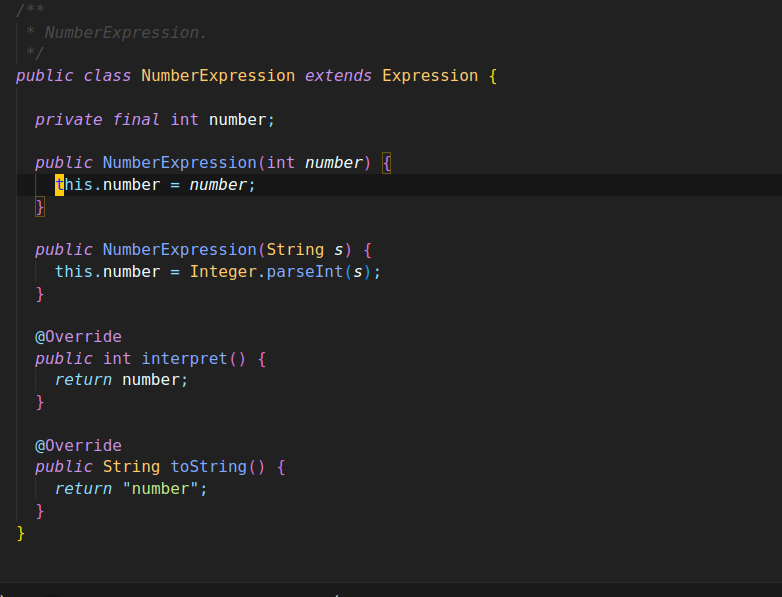 /**
 * NumberExpression.
 */
public class NumberExpression extends Expression {
  private final int number;
  public NumberExpression(int number) {
    this.number = number;
  }
  public NumberExpression(String s) {
    this.number = Integer.parseInt(s);
  }
  @Override
  public int interpret() {
    return number;
  }
  @Override
  public String toString() {
    return "number";
  }
}